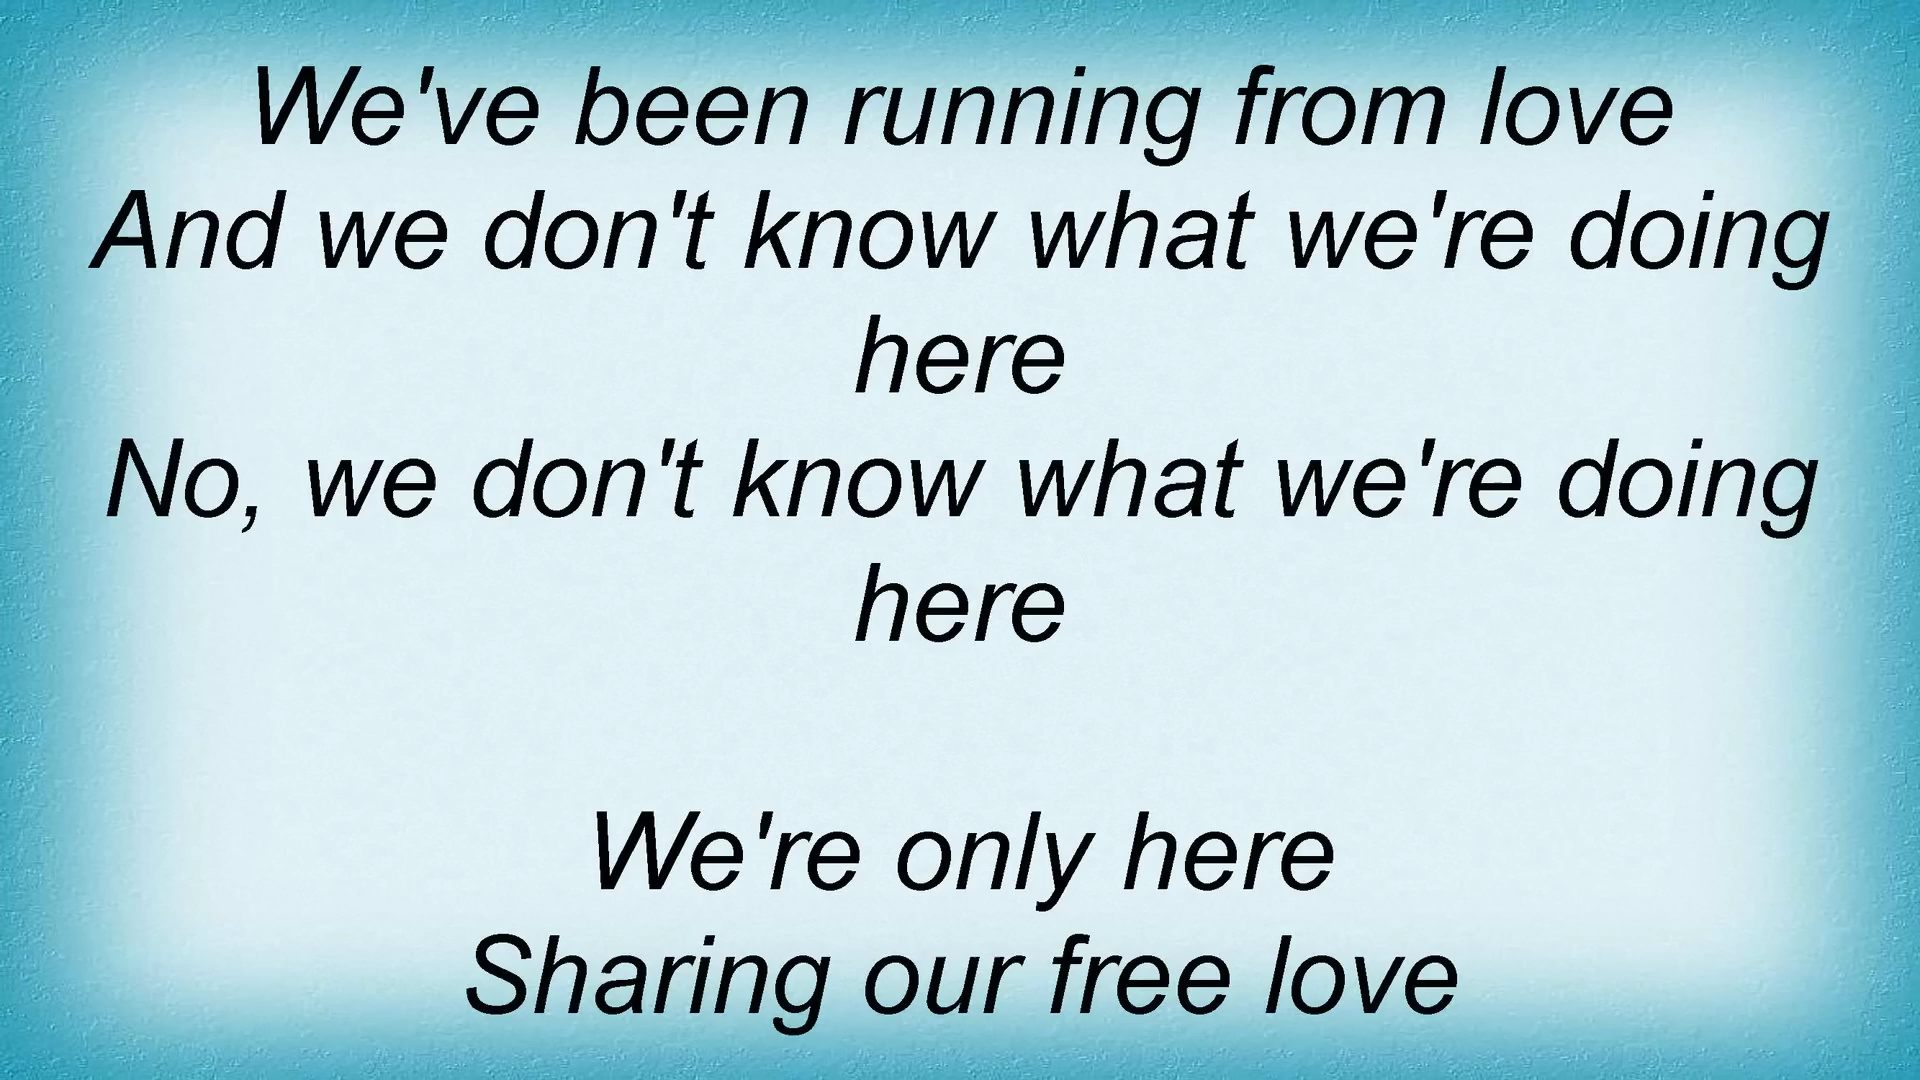 We've been running from love
And we don't know what we're doing
here
No, we don't know what we're doing
here
We're only here
Sharing our free love